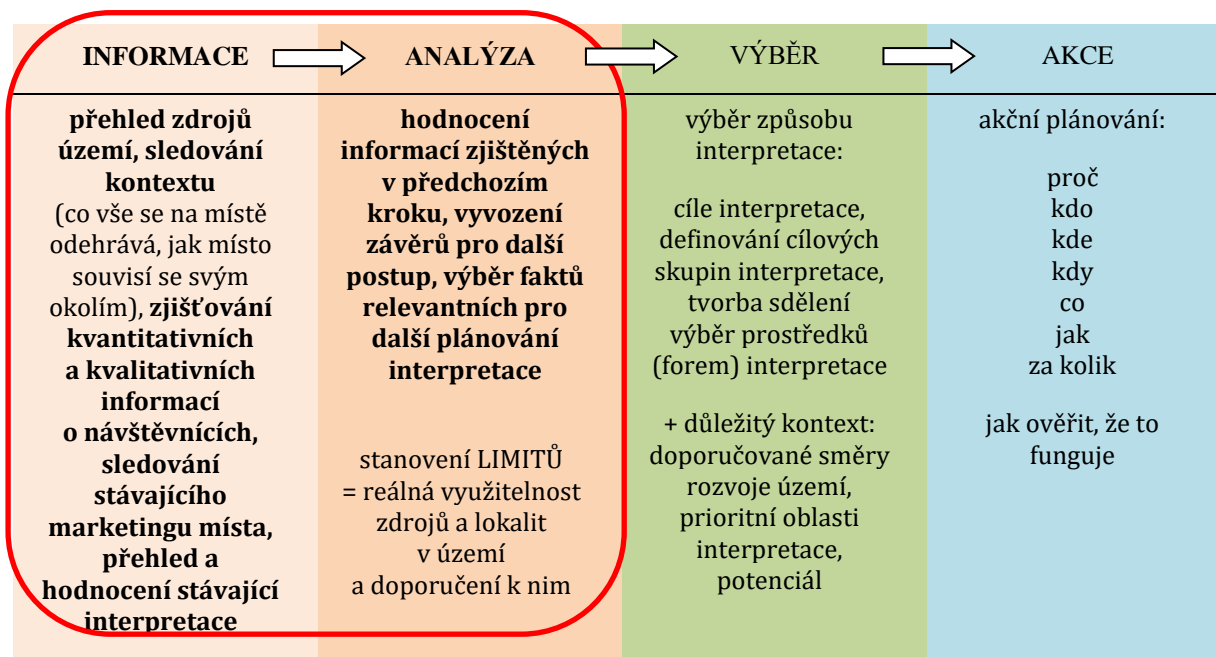 INFORMACE
ANALÝZA
VÝBĚR
AKCE
přehled zdrojů
území, sledování
kontextu
(co vše se na místě
odehrává, jak místo
souvisí se svým
okolím), zjišťování
kvantitativních
a kvalitativních
informací
o návštěvnících,
sledování
stávajícího
marketingu místa,
přehled a
hodnocení stávající
interpretace
hodnocení
informací zjištěných
v předchozím
kroku, vyvození
závěrů pro další
postup, výběr faktů
relevantních pro
další plánování
interpretace
stanovení LIMITŮ
= reálná využitelnost
zdrojů a lokalit
v území
a doporučení k nim
výběr způsobu
interpretace:
cíle interpretace,
definování cílových
skupin interpretace,
tvorba sdělení
výběr prostředků
(forem) interpretace
+ důležitý kontext:
doporučované směry
rozvoje území,
prioritní oblasti
interpretace,
potenciál
akční plánování:
proč
kdo
kde
kdy
co
jak
za kolik
jak ověřit, že to
funguje